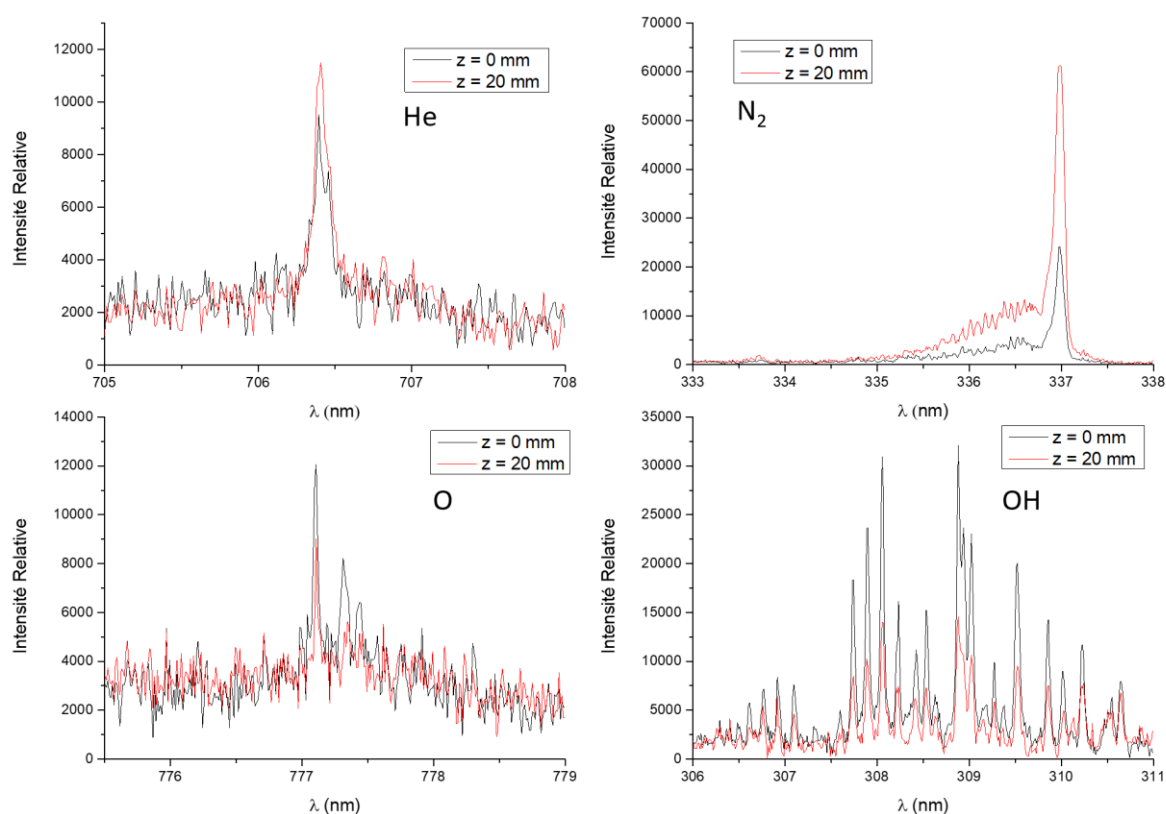 Intensité Relative
12000
10000
8000
6000
4000
2000
0
z = 0 mm
z = 20 mm
He
705
706
707
708
λ (nm)
Intensité Relative
70000
60000
50000
40000
30000
20000
10000
0
z = 0 mm
z = 20 mm
N₂
333
334
335
336
337
338
λ (nm)
Intensité Relative
14000
12000
10000
8000
6000
4000
2000
0
z = 0 mm
z = 20 mm
O
776
777
778
779
λ (nm)
Intensité Relative
35000
30000
25000
20000
15000
10000
5000
0
z = 0 mm
z = 20 mm
OH
306
307
308
309
310
311
λ (nm)